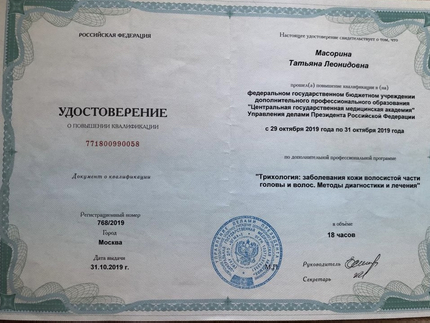 РОССИЙСКАЯ ФЕДЕРАЦИЯ
УДОСТОВЕРЕНИЕ
О ПОВЫШЕНИИ КВАЛИФИКАЦИИ
771800990058
Документ о квалификации
Регистрационный номер
768/2019
Город
Москва
Дата выдачи
31.10.2019 г.
Настоящее удостоверение свидетельствует о том, что
Масорина
Татьяна Леонидовна
прошел(а) повышение квалификации в (на)
федеральном государственном бюджетном учреждении
дополнительного профессионального образования
"Центральная государственная медицинская академия"
Управления делами Президента Российской Федерации
с 29 октября 2019 года по 31 октября 2019 года
по дополнительной профессиональной программе
"Трихология: заболевания кожи волосистой части
головы и волос. Методы диагностики и лечения"
в объёме
18 часов
М.П.
Руководитель
Секретарь